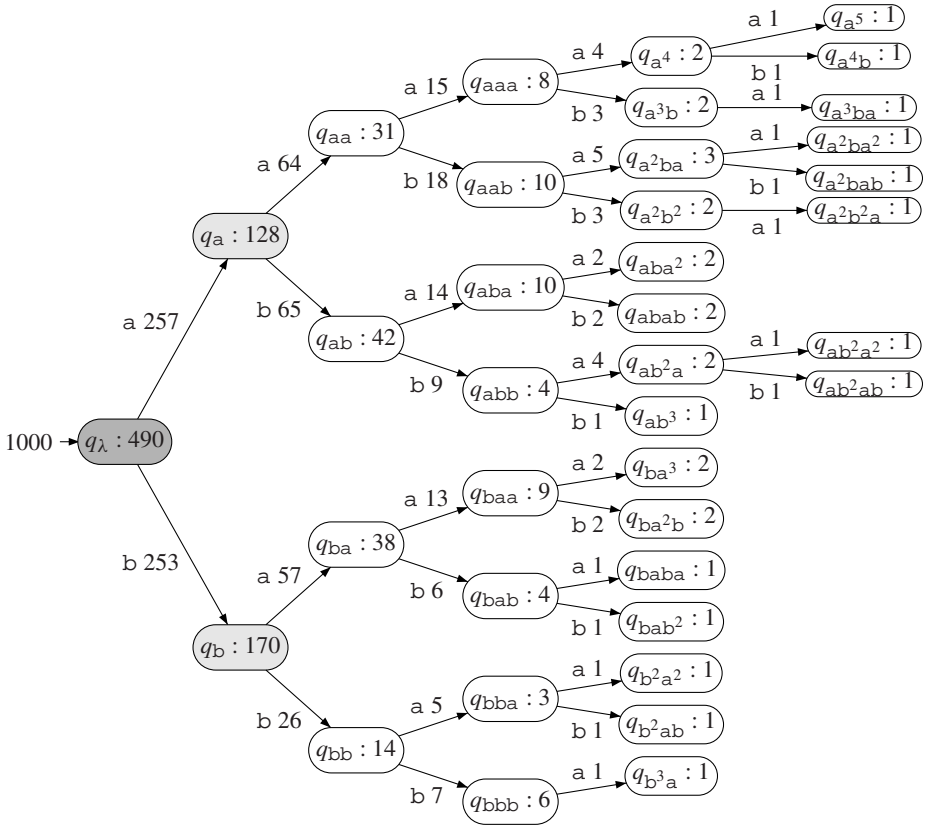 1000
q_λ : 490
a 257
b 253
q_a : 128
a 64
b 65
q_b : 170
a 57
b 26
q_aa : 31
a 15
b 18
q_ab : 42
a 14
b 9
q_ba : 38
a 13
b 6
q_bb : 14
a 5
b 7
q_aaa : 8
a 4
b 3
q_aab : 10
a 5
b 3
q_aba : 10
a 2
b 2
q_abb : 4
a 4
b 1
q_baa : 9
a 2
b 2
q_bab : 4
a 1
b 1
q_bba : 3
a 1
b 1
q_bbb : 6
a 1
q_a⁴ : 2
a 1
b 1
q_a³b : 2
a 1
q_a²ba : 3
a 1
b 1
q_a²b² : 2
a 1
q_aba² : 2
q_abab : 2
q_ab²a : 2
a 1
b 1
q_ab³ : 1
q_ba³ : 2
q_ba²b : 2
q_baba : 1
q_bab² : 1
q_b²a² : 1
q_b²ab : 1
q_b³a : 1
q_a⁵ : 1
q_a⁴b : 1
q_a³ba : 1
q_a²ba² : 1
q_a²bab : 1
q_a²b²a : 1
q_ab²a² : 1
q_ab²ab : 1